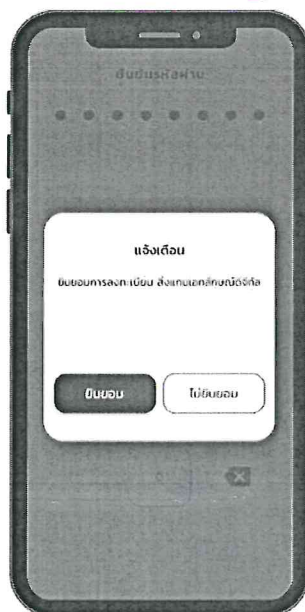 ยืนยันรหัสผ่าน
แจ้งเตือน
ยินยอมการลงทะเบียน สิ่งแทนเอกลักษณ์ดิจิทัล
ยินยอม
ไม่ยินยอม
0